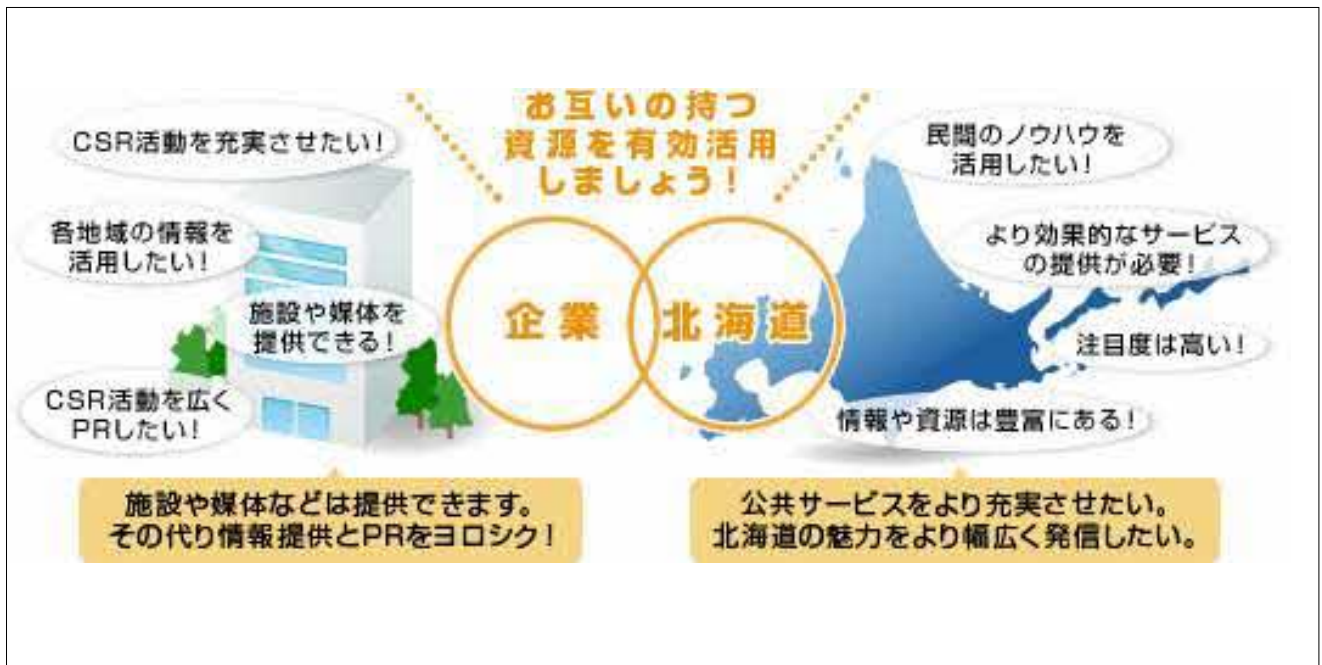 お互いの持つ
資源を有効活用
しましょう！
CSR活動を充実させたい！
各地域の情報を
活用したい！
施設や媒体を
提供できる！
CSR活動を広く
PRしたい！
企業
北海道
民間のノウハウを
活用したい！
より効果的なサービス
の提供が必要！
注目度は高い！
情報や資源は豊富にある！
施設や媒体などは提供できます。
その代り情報提供とPRをヨロシク！
公共サービスをより充実させたい。
北海道の魅力をより幅広く発信したい。